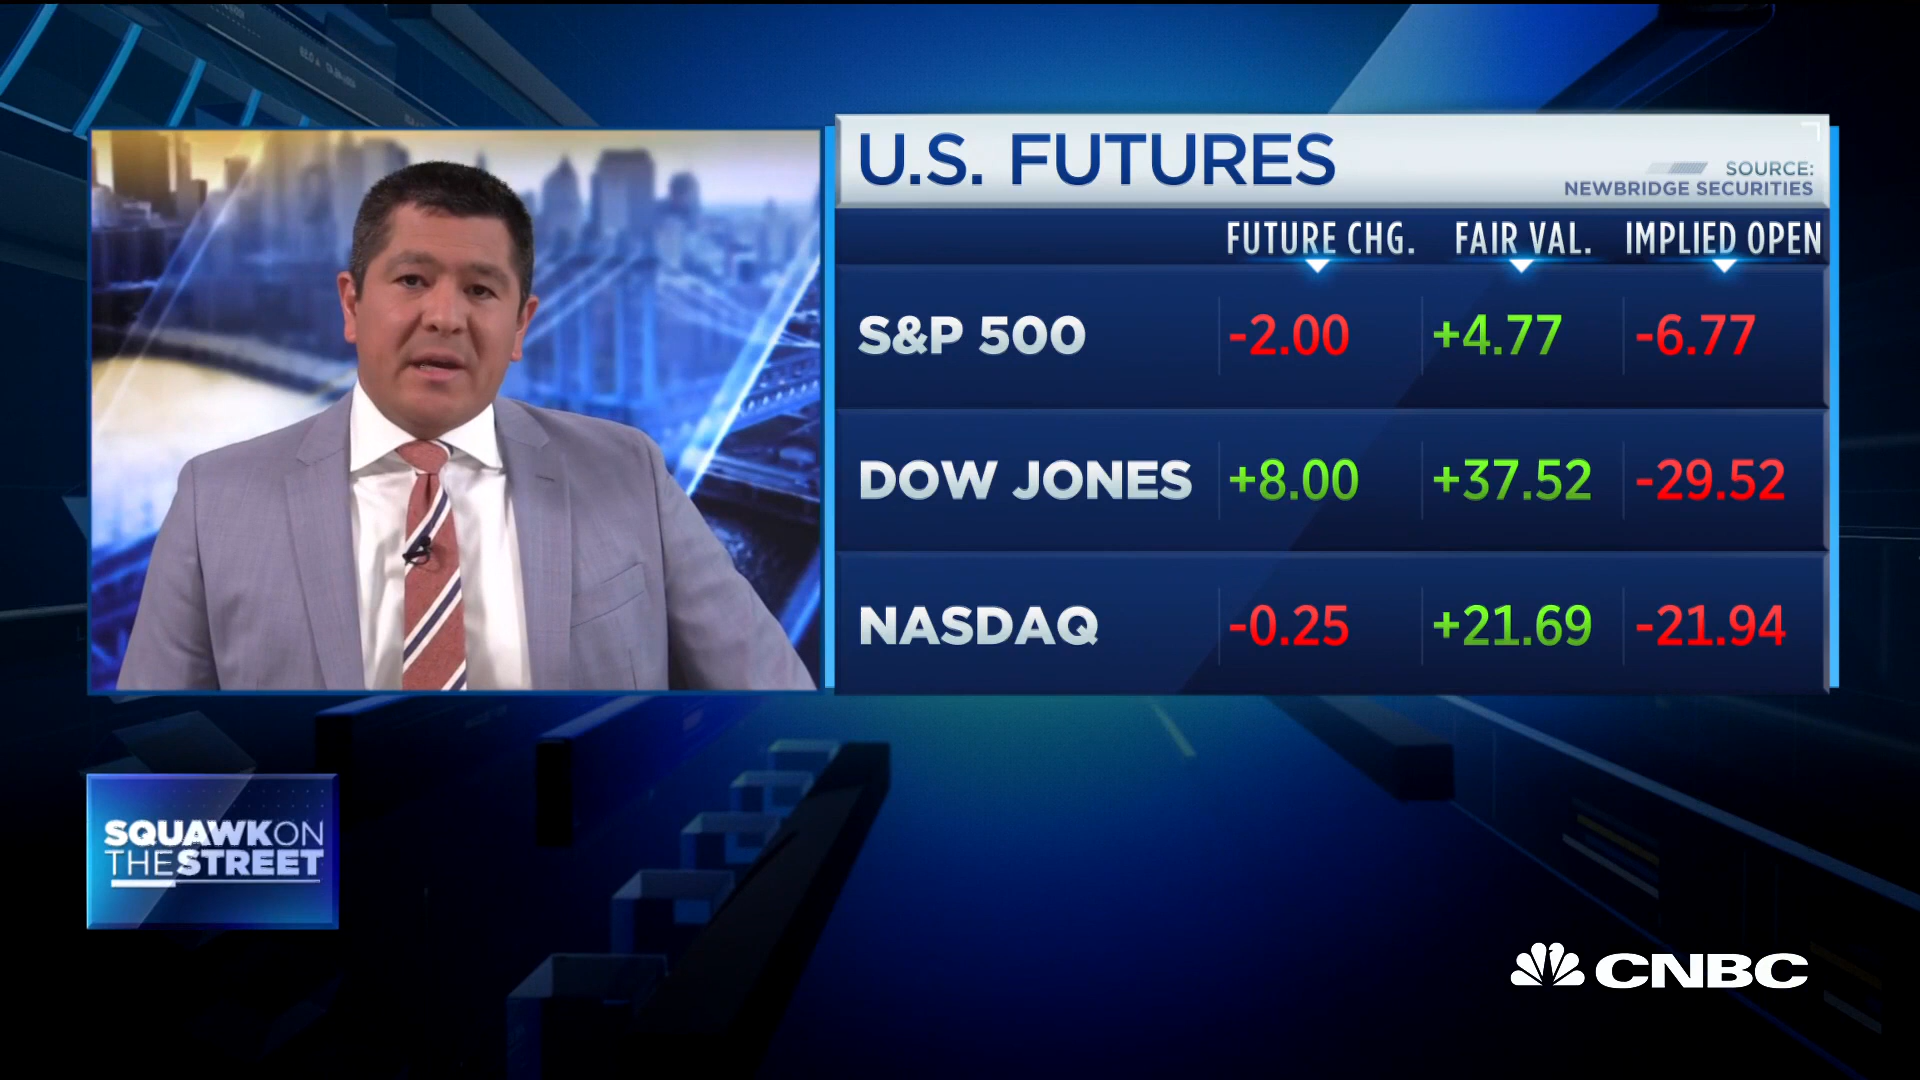 U.S. FUTURES
SOURCE:
NEWBRIDGE SECURITIES
FUTURE CHG. FAIR VAL. IMPLIED OPEN
S&P 500 -2.00 +4.77 -6.77
DOW JONES +8.00 +37.52 -29.52
NASDAQ -0.25 +21.69 -21.94
SQUAWK ON
THE STREET
CNBC